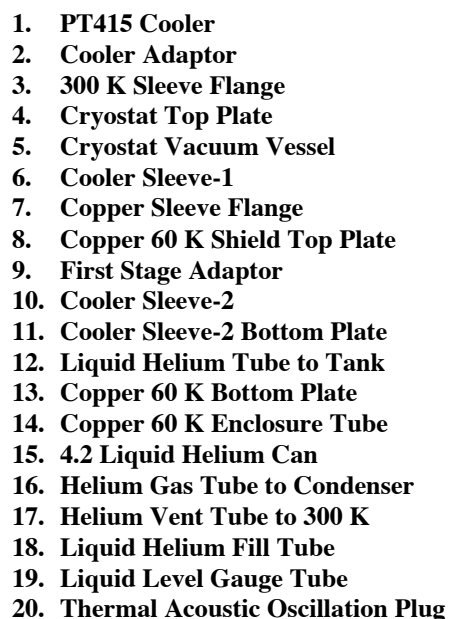 1. PT415 Cooler
2. Cooler Adaptor
3. 300 K Sleeve Flange
4. Cryostat Top Plate
5. Cryostat Vacuum Vessel
6. Cooler Sleeve-1
7. Copper Sleeve Flange
8. Copper 60 K Shield Top Plate
9. First Stage Adaptor
10. Cooler Sleeve-2
11. Cooler Sleeve-2 Bottom Plate
12. Liquid Helium Tube to Tank
13. Copper 60 K Bottom Plate
14. Copper 60 K Enclosure Tube
15. 4.2 Liquid Helium Can
16. Helium Gas Tube to Condenser
17. Helium Vent Tube to 300 K
18. Liquid Helium Fill Tube
19. Liquid Level Gauge Tube
20. Thermal Acoustic Oscillation Plug